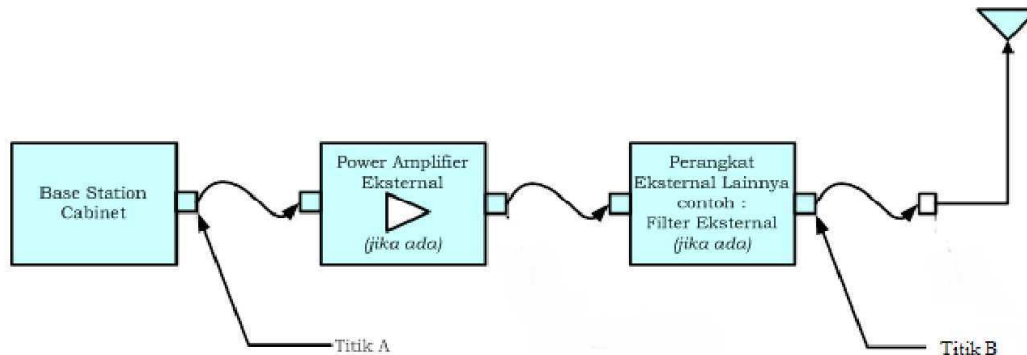 Base Station
Cabinet
Power Amplifier
Eksternal
(jika ada)
Perangkat
Eksternal Lainnya
contoh :
Filter Eksternal
(jika ada)
Titik A
Titik B